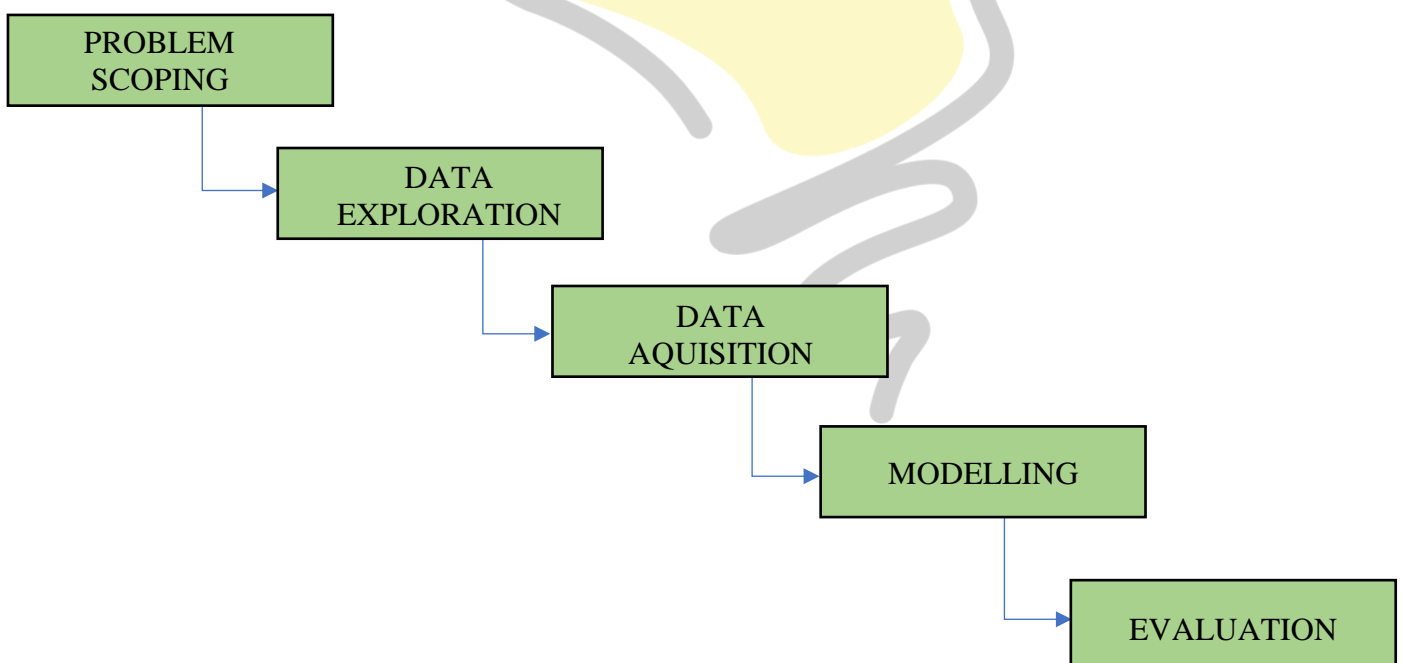 PROBLEM
SCOPING
DATA
EXPLORATION
DATA
AQUISITION
MODELLING
EVALUATION